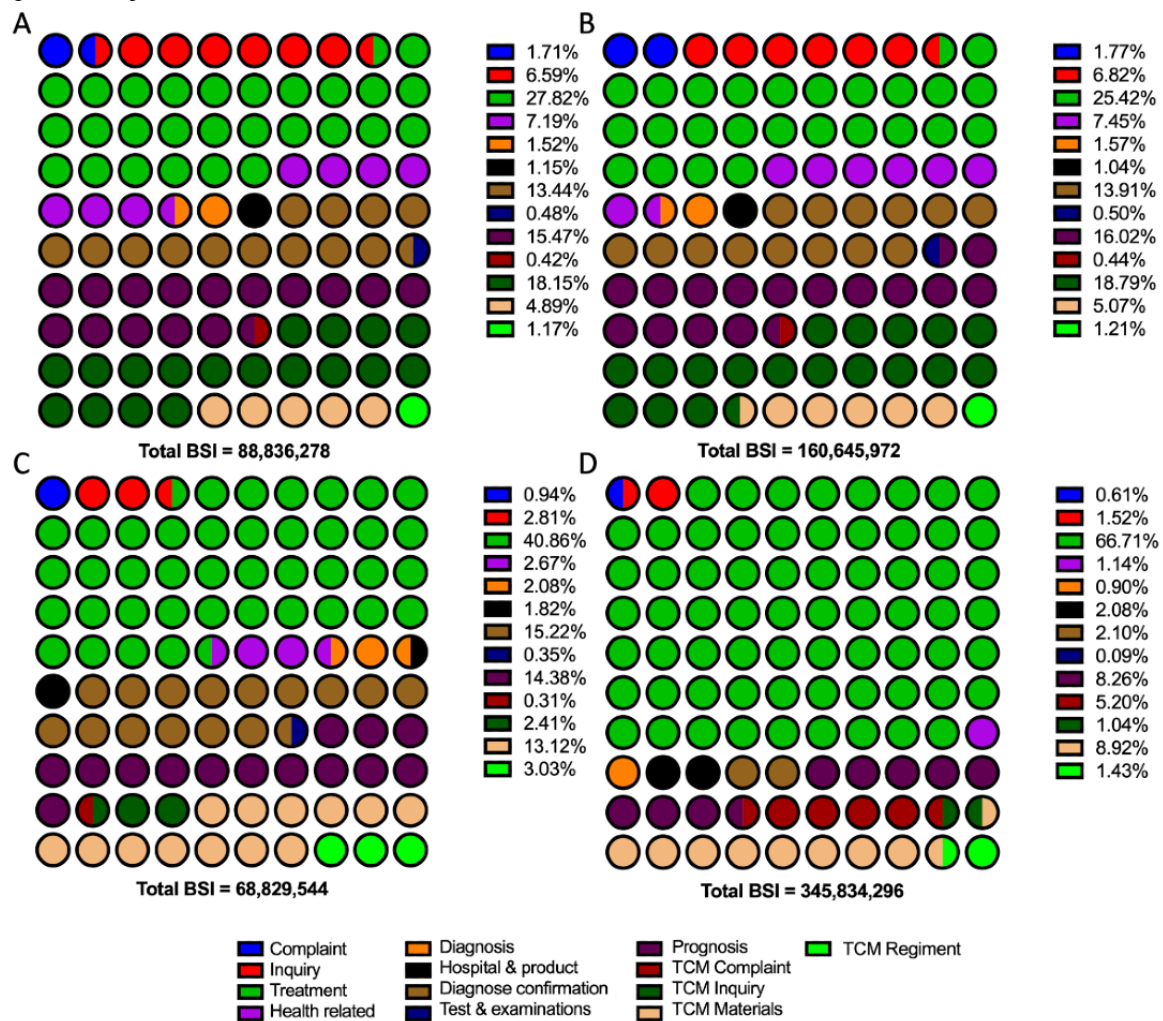 A
1.71%
6.59%
27.82%
7.19%
1.52%
1.15%
13.44%
0.48%
15.47%
0.42%
18.15%
4.89%
1.17%
Total BSI = 88,836,278
B
1.77%
6.82%
25.42%
7.45%
1.57%
1.04%
13.91%
0.50%
16.02%
0.44%
18.79%
5.07%
1.21%
Total BSI = 160,645,972
C
0.94%
2.81%
40.86%
2.67%
2.08%
1.82%
15.22%
0.35%
14.38%
0.31%
2.41%
13.12%
3.03%
Total BSI = 68,829,544
D
0.61%
1.52%
66.71%
1.14%
0.90%
2.08%
2.10%
0.09%
8.26%
5.20%
1.04%
8.92%
1.43%
Total BSI = 345,834,296
Complaint
Inquiry
Treatment
Health related
Diagnosis
Hospital & product
Diagnose confirmation
Test & examinations
Prognosis
TCM Complaint
TCM Inquiry
TCM Materials
TCM Regiment